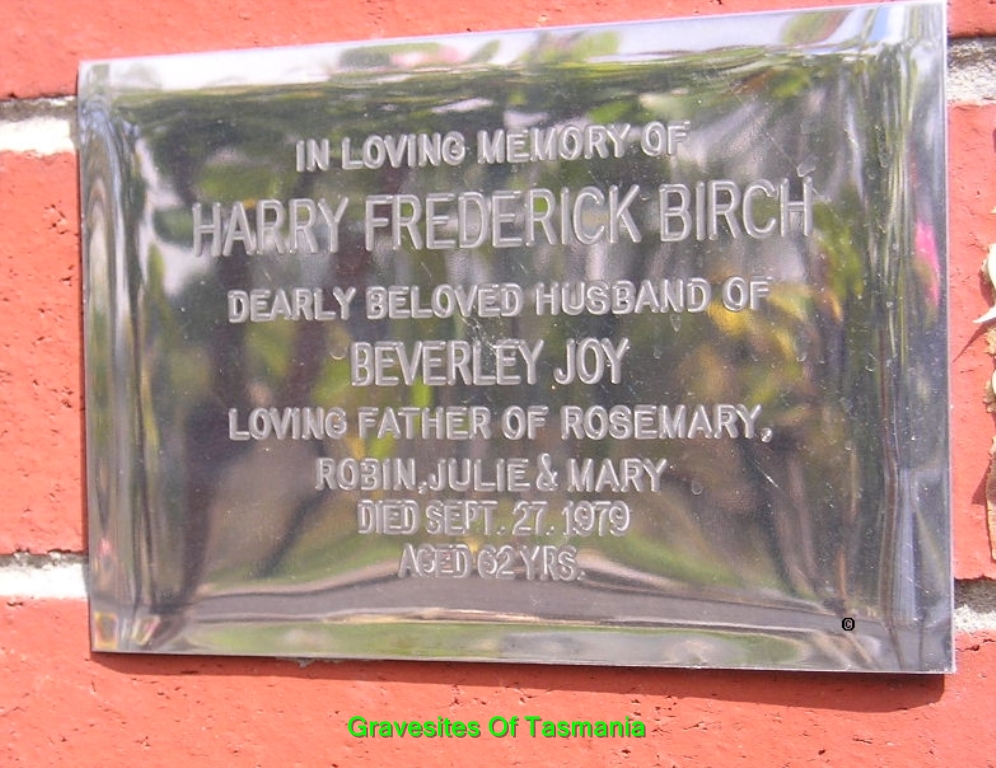 IN LOVING MEMORY OF
HARRY FREDERICK BIRCH
DEARLY BELOVED HUSBAND OF
BEVERLEY JOY
LOVING FATHER OF ROSEMARY,
ROBIN, JULIE & MARY
DIED SEPT. 27. 1979
AGED 62 YRS.
©
Gravesites Of Tasmania